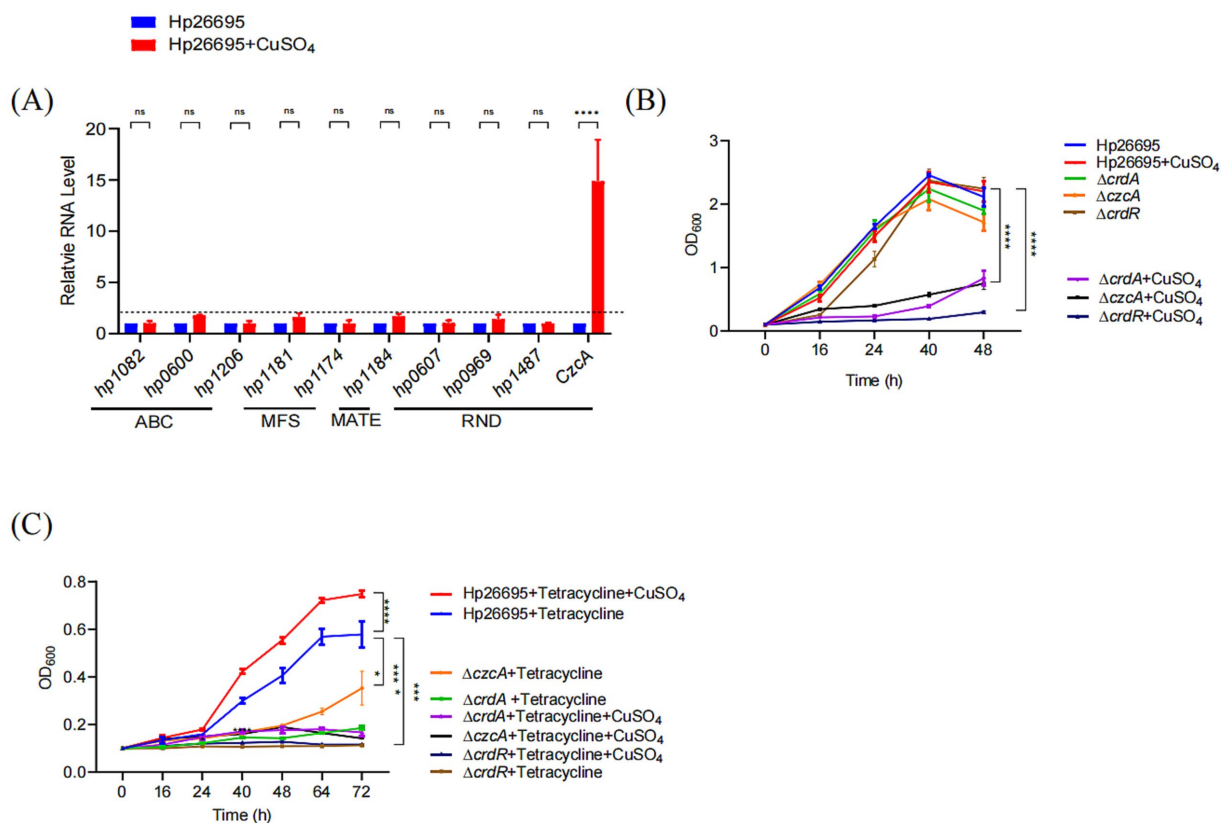 Hp26695
Hp26695+CuSO₄
(A)
ns ns ns ns ns ns ns ns ns ****
Relatvie RNA Level
20
15
10
5
0
hp1082 hp0600 hp1206 hp1181 hp1174 hp1184 hp0607 hp0969 hp1487 CzcA
ABC MFS MATE RND
(B)
OD₆₀₀
3
2
1
0
0 16 24 40 48
Time (h)
Hp26695
Hp26695+CuSO₄
ΔcrdA
ΔczcA
ΔcrdR
ΔcrdA+CuSO₄
ΔczcA+CuSO₄
ΔcrdR+CuSO₄
****
****
(C)
OD₆₀₀
0.8
0.6
0.4
0.2
0.0
0 16 24 40 48 64 72
Time (h)
****
Hp26695+Tetracycline+CuSO₄
Hp26695+Tetracycline
ΔczcA+Tetracycline
ΔcrdA +Tetracycline
ΔcrdA+Tetracycline+CuSO₄
ΔczcA+Tetracycline+CuSO₄
ΔcrdR+Tetracycline+CuSO₄
ΔcrdR+Tetracycline
****
*
* ***
***